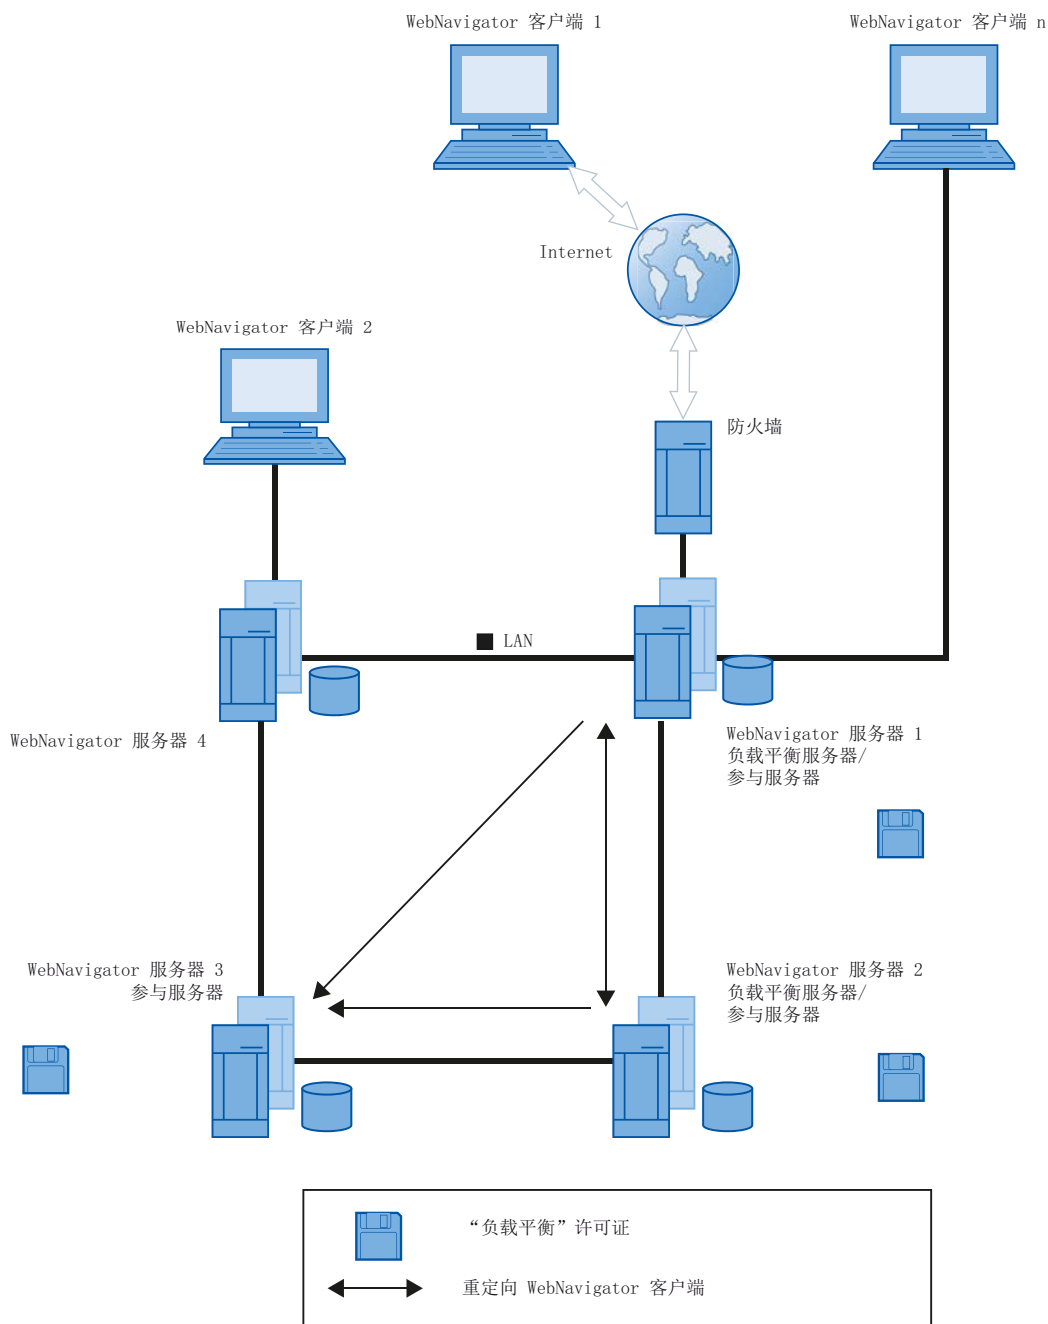 WebNavigator 客户端 1
WebNavigator 客户端 n
Internet
WebNavigator 客户端 2
防火墙
LAN
WebNavigator 服务器 4
WebNavigator 服务器 1
负载平衡服务器/
参与服务器
WebNavigator 服务器 3
参与服务器
WebNavigator 服务器 2
负载平衡服务器/
参与服务器
“负载平衡”许可证
重定向 WebNavigator 客户端